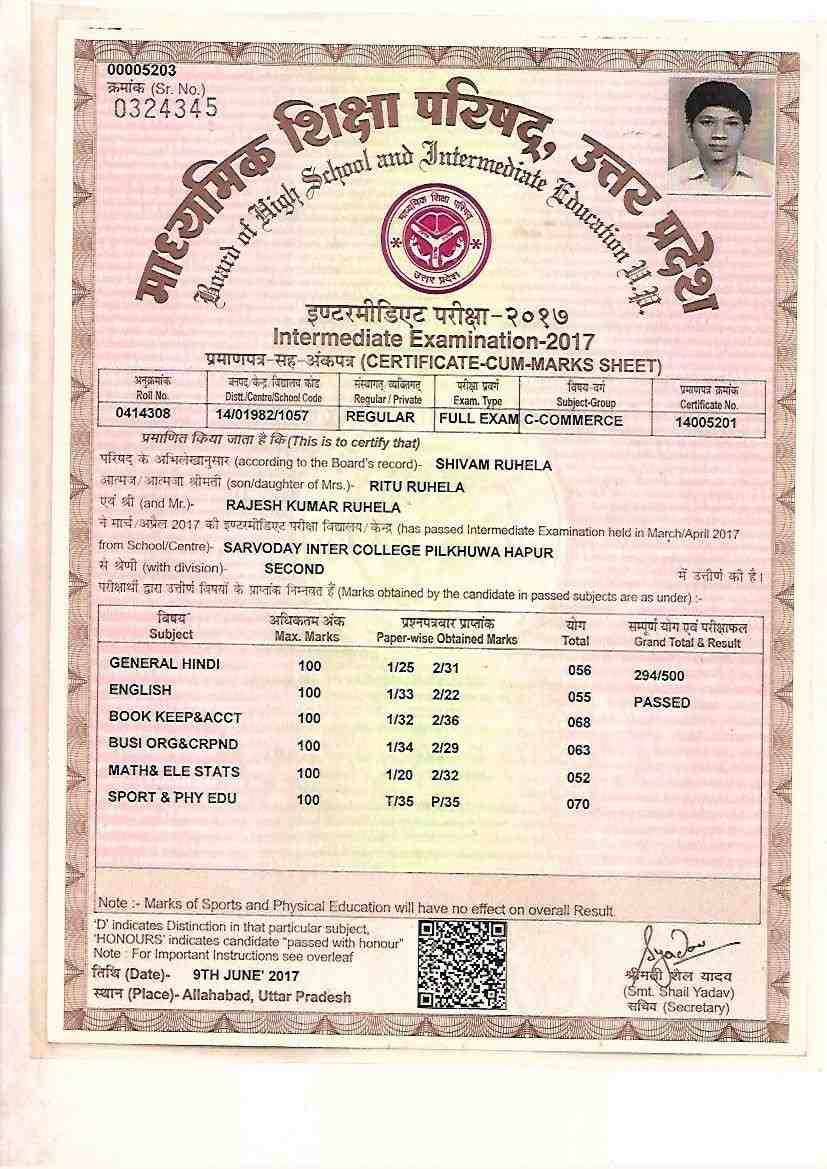 00005203
क्रमांक (Sr. No.)
0324345
माध्यमिक शिक्षा परिषद्, उत्तर प्रदेश
Board of High School and Intermediate Education U.P.
माध्यमिक शिक्षा परिषद्
उत्तर प्रदेश
इण्टरमीडिएट परीक्षा-२०१७
Intermediate Examination-2017
प्रमाणपत्र-सह-अंकपत्र (CERTIFICATE-CUM-MARKS SHEET)
अनुक्रमांक जनपद/केन्द्र/विद्यालय कोड संस्थागत/व्यक्तिगत परीक्षा प्रवर्ग विषय-वर्ग प्रमाणपत्र क्रमांक
Roll No. Distt./Centre/School Code Regular / Private Exam. Type Subject-Group Certificate No.
0414308 14/01982/1057 REGULAR FULL EXAM C-COMMERCE 14005201
प्रमाणित किया जाता है कि (This is to certify that)
परिषद के अभिलेखानुसार (according to the Board's record)- SHIVAM RUHELA
आत्मज/आत्मजा श्रीमती (son/daughter of Mrs.)- RITU RUHELA
एवं श्री (and Mr.)- RAJESH KUMAR RUHELA
ने मार्च/अप्रैल 2017 की इण्टरमीडिएट परीक्षा विद्यालय/केन्द्र (has passed Intermediate Examination held in March/April 2017
from School/Centre)- SARVODAY INTER COLLEGE PILKHUWA HAPUR
से श्रेणी (with division)- SECOND में उत्तीर्ण की है।
परीक्षार्थी द्वारा उत्तीर्ण विषयों के प्राप्तांक निम्नवत हैं (Marks obtained by the candidate in passed subjects are as under) :-
विषय अधिकतम अंक प्रश्नपत्रवार प्राप्तांक योग सम्पूर्ण योग एवं परीक्षाफल
Subject Max. Marks Paper-wise Obtained Marks Total Grand Total & Result
GENERAL HINDI 100 1/25 2/31 056 294/500
ENGLISH 100 1/33 2/22 055 PASSED
BOOK KEEP&ACCT 100 1/32 2/36 068
BUSI ORG&CRPND 100 1/34 2/29 063
MATH& ELE STATS 100 1/20 2/32 052
SPORT & PHY EDU 100 T/35 P/35 070
Note :- Marks of Sports and Physical Education will have no effect on overall Result.
'D' indicates Distinction in that particular subject,
'HONOURS' indicates candidate "passed with honour"
Note : For Important Instructions see overleaf
तिथि (Date)- 9TH JUNE' 2017
स्थान (Place)- Allahabad, Uttar Pradesh
Syadav
श्रीमती शैल यादव
(Smt. Shail Yadav)
सचिव (Secretary)